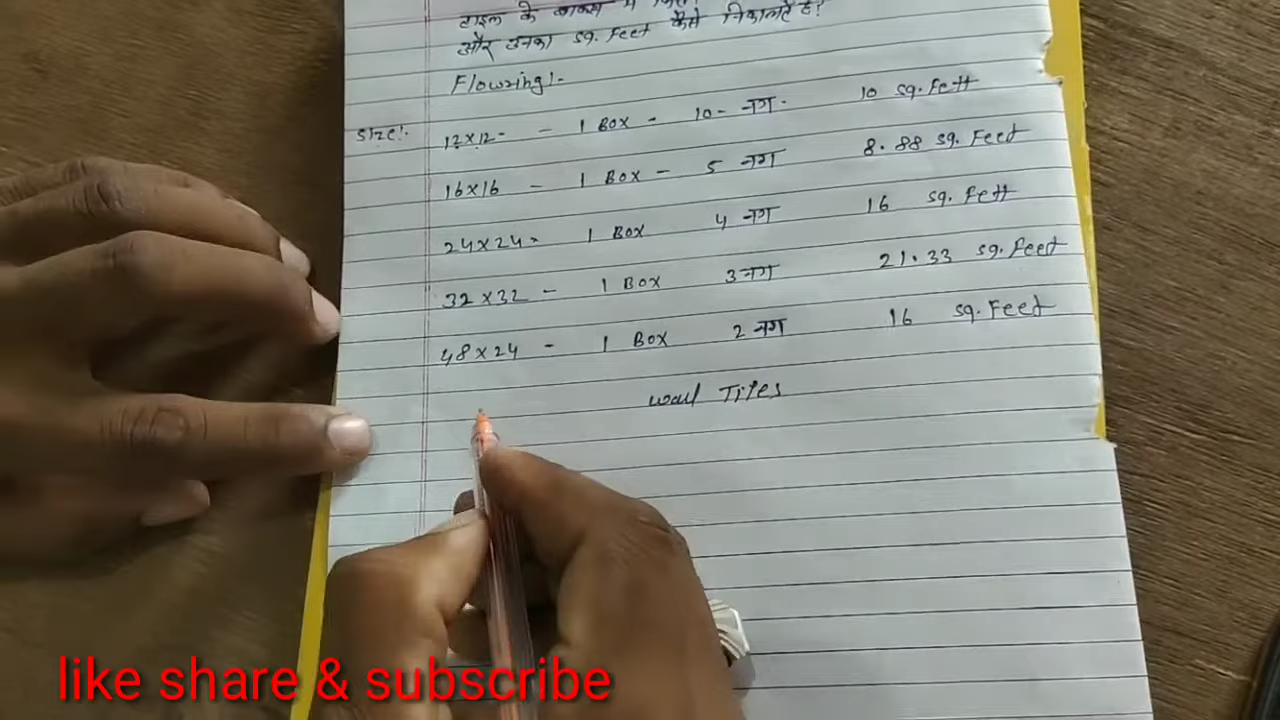 टाइल के बाक्स में
और उनका sq. Feet कैसे निकालते है!
Flowring!-
Size!. 12x12- - 1 Box - 10- नग- 10 sq. Fett
16x16 - 1 Box - 5 नग 8.88 sq. Feet
24x24- 1 Box 4 नग 16 sq. Fett
32x32 - 1 Box 3 नग 21.33 sq. Feet
48x24 - 1 Box 2 नग 16 sq. Feet
wall Tiles
like share & subscribe